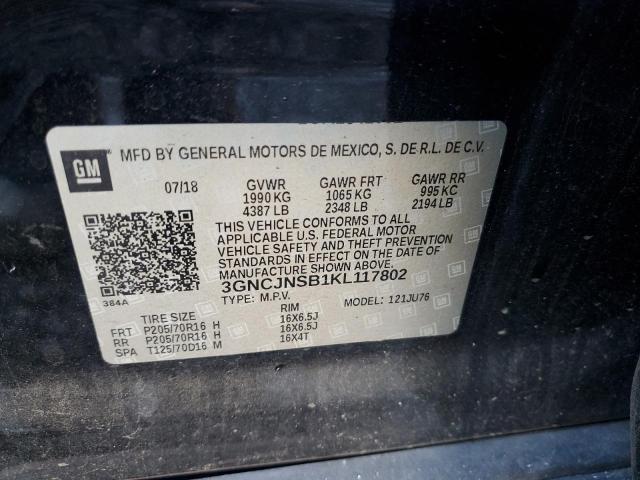 GM MFD BY GENERAL MOTORS DE MEXICO, S. DE R.L. DE C.V.
07/18 GVWR GAWR FRT GAWR RR
1990 KG 1065 KG 995 KC
4387 LB 2348 LB 2194 LB
THIS VEHICLE CONFORMS TO ALL
APPLICABLE U.S. FEDERAL MOTOR
VEHICLE SAFETY AND THEFT PREVENTION
STANDARDS IN EFFECT ON THE DATE OF
MANUFACTURE SHOWN ABOVE.
3GNCJNSB1KL117802
384A
TYPE: M.P.V. MODEL: 121JU76
TIRE SIZE RIM
FRT P205/70R16 H 16X6.5J
RR P205/70R16 H 16X6.5J
SPA T125/70D16 M 16X4T